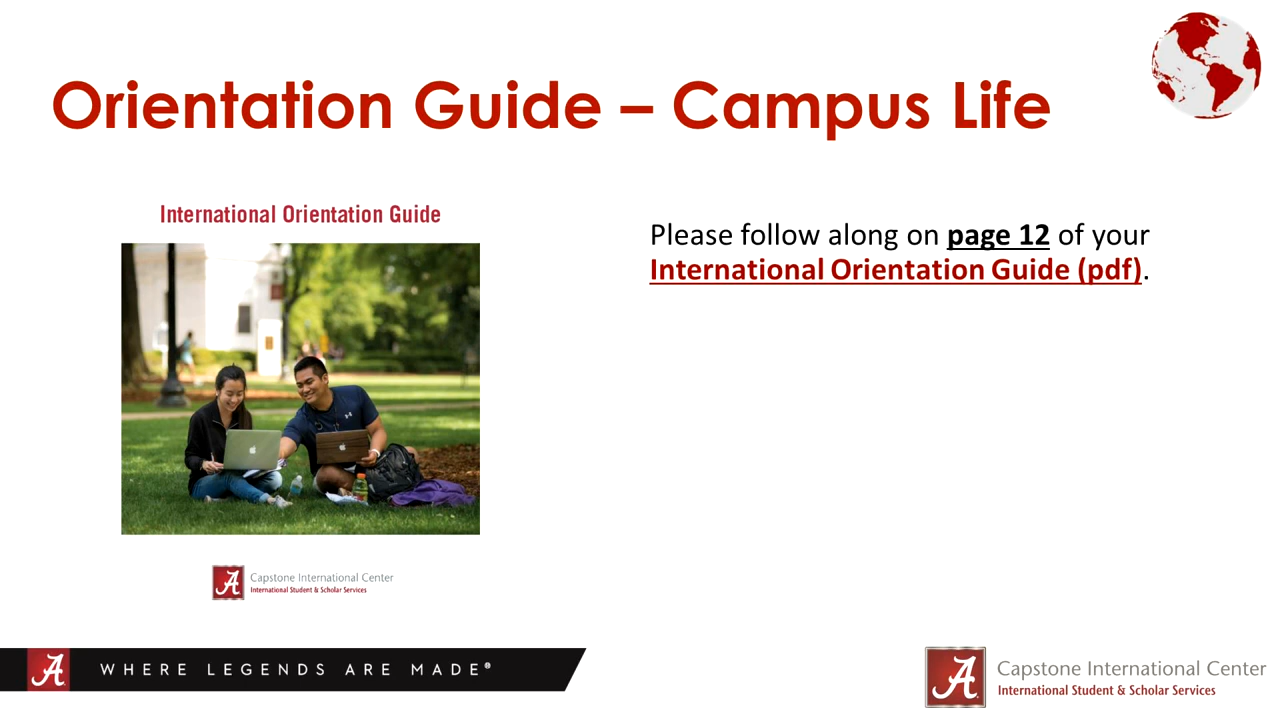 Orientation Guide – Campus Life
International Orientation Guide
Please follow along on page 12 of your
International Orientation Guide (pdf).
A Capstone International Center
International Student & Scholar Services
A WHERE LEGENDS ARE MADE®
A Capstone International Center
International Student & Scholar Services